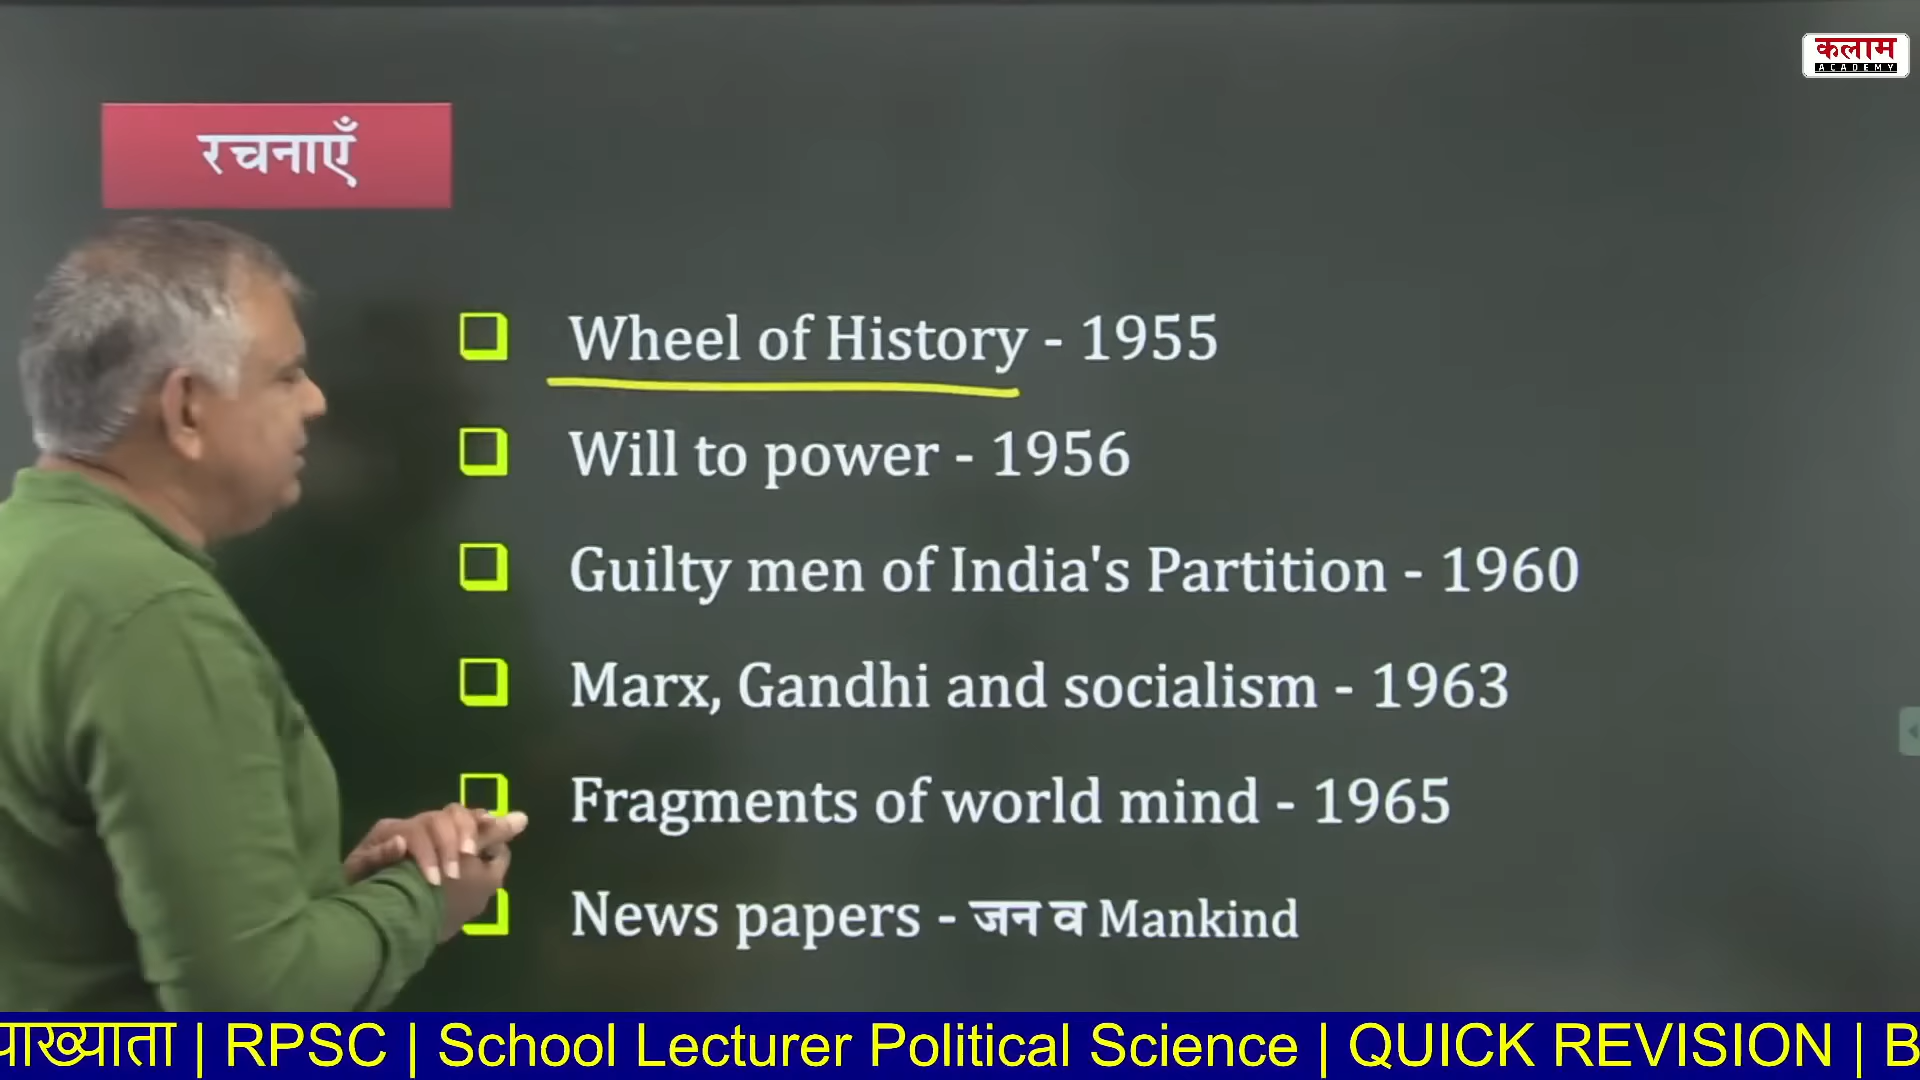 कलाम
ACADEMY
रचनाएँ
Wheel of History - 1955
Will to power - 1956
Guilty men of India's Partition - 1960
Marx, Gandhi and socialism - 1963
Fragments of world mind - 1965
News papers - जन व Mankind
| RPSC | School Lecturer Political Science | QUICK REVISION |